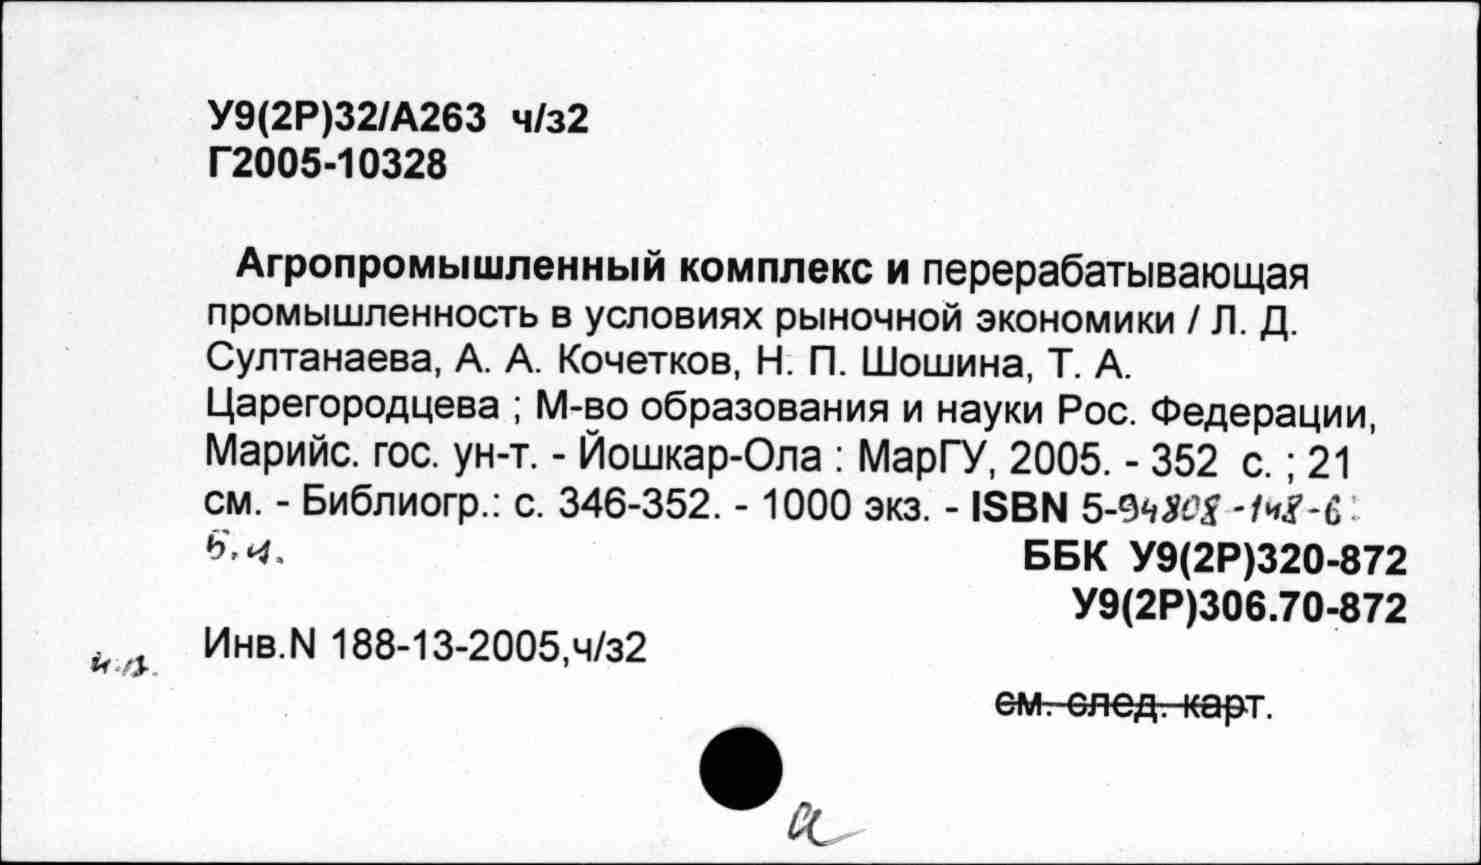 У9(2Р)32/А263 ч/з2
Г2005-10328
Агропромышленный комплекс и перерабатывающая
промышленность в условиях рыночной экономики / Л. Д.
Султанаева, А. А. Кочетков, Н. П. Шошина, Т. А.
Царегородцева ; М-во образования и науки Рос. Федерации,
Марийс. гос. ун-т. - Йошкар-Ола : МарГУ, 2005. - 352 с. ; 21
см. - Библиогр.: с. 346-352. - 1000 экз. - ISBN 5-94808-148-6 :
Б.ц.
ББК У9(2Р)320-872
У9(2Р)306.70-872
Инв.N 188-13-2005,ч/з2
см. след. карт.